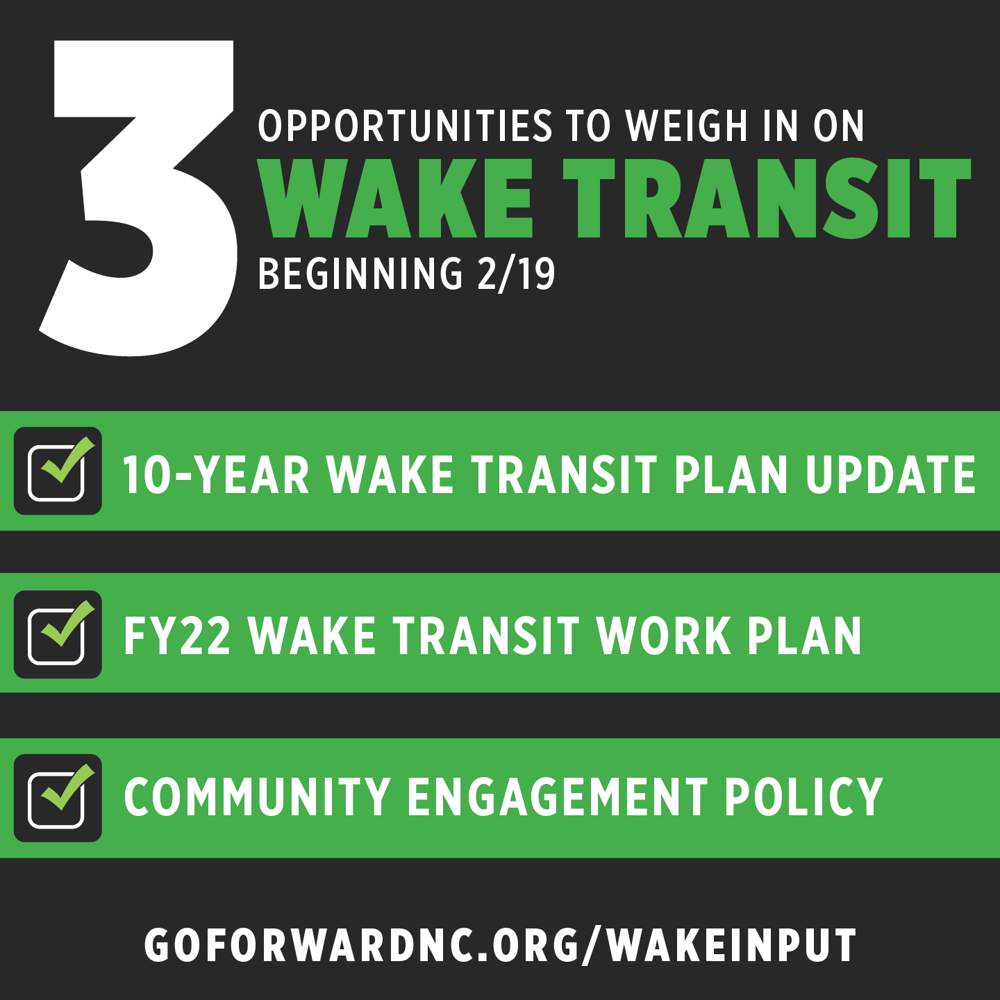 3
OPPORTUNITIES TO WEIGH IN ON
WAKE TRANSIT
BEGINNING 2/19
10-YEAR WAKE TRANSIT PLAN UPDATE
FY22 WAKE TRANSIT WORK PLAN
COMMUNITY ENGAGEMENT POLICY
GOFORWARDNC.ORG/WAKEINPUT